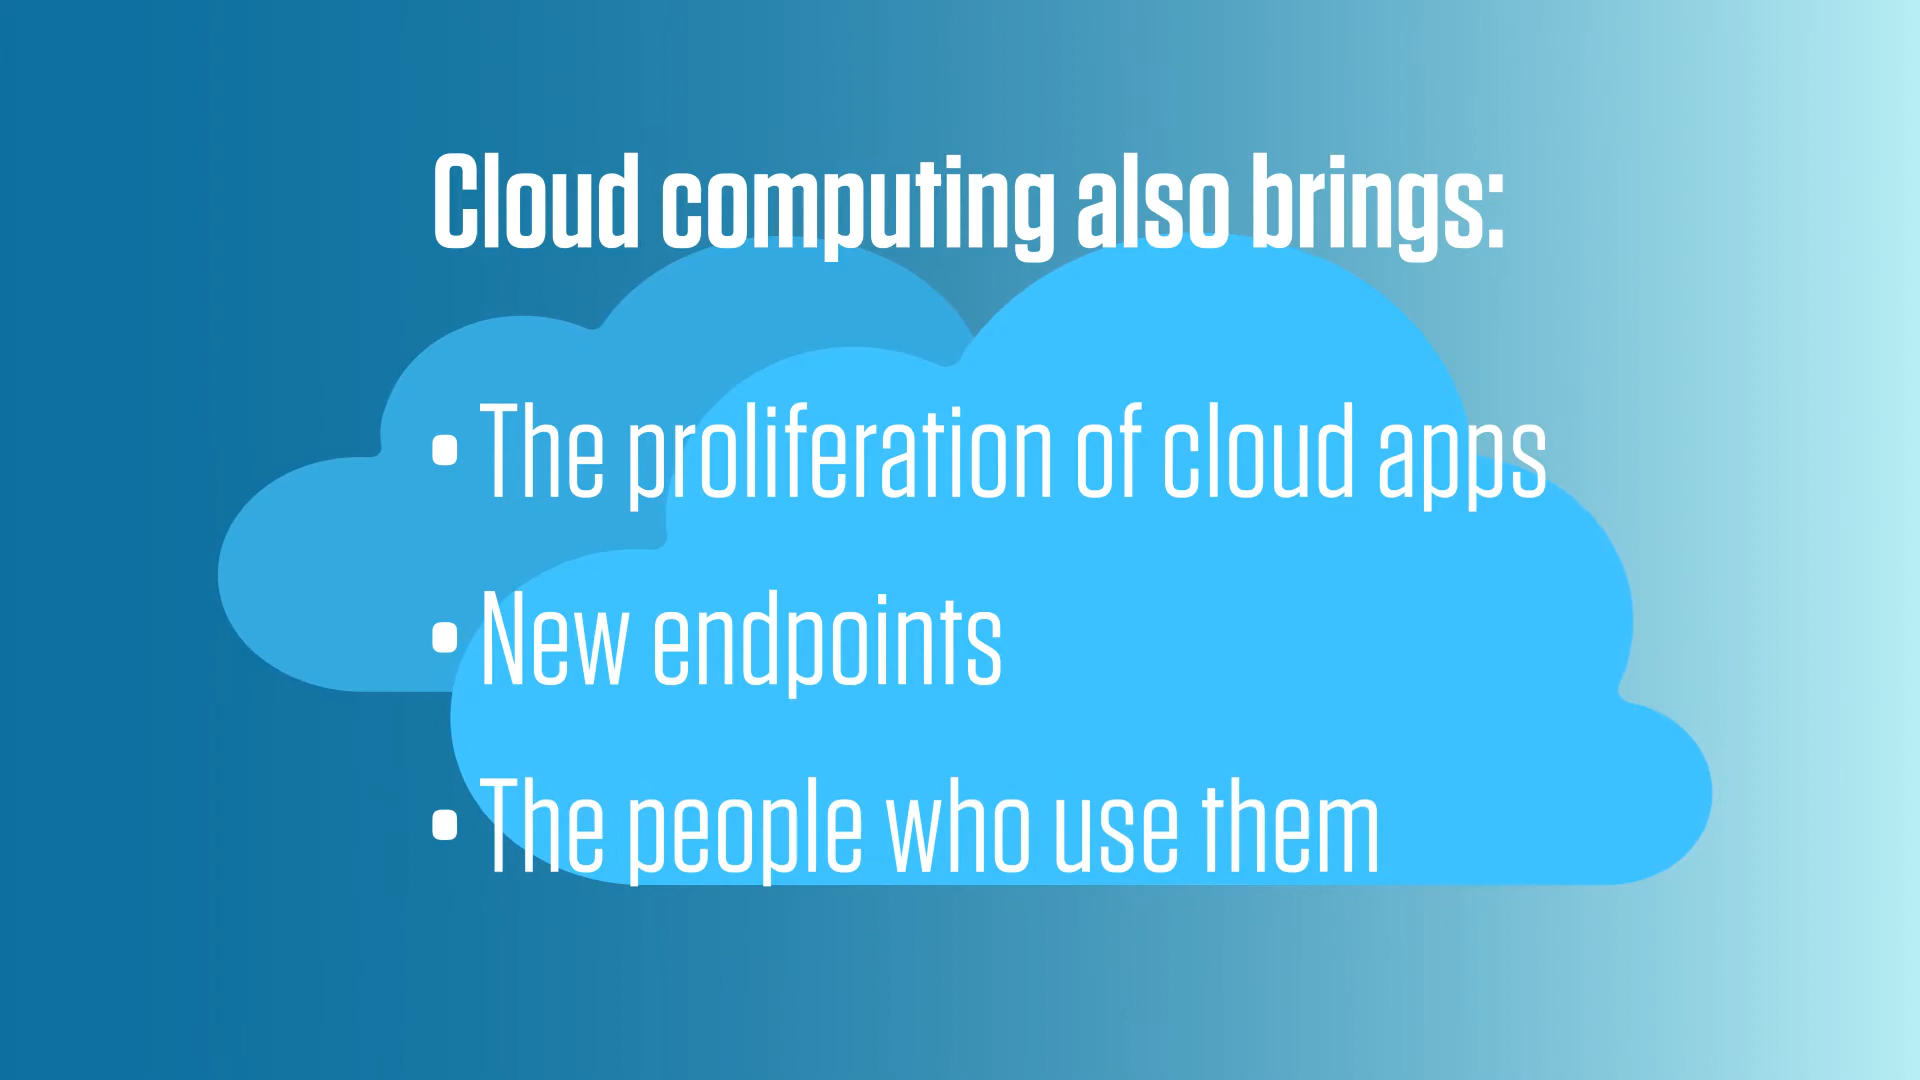 Cloud computing also brings:
• The proliferation of cloud apps
• New endpoints
• The people who use them